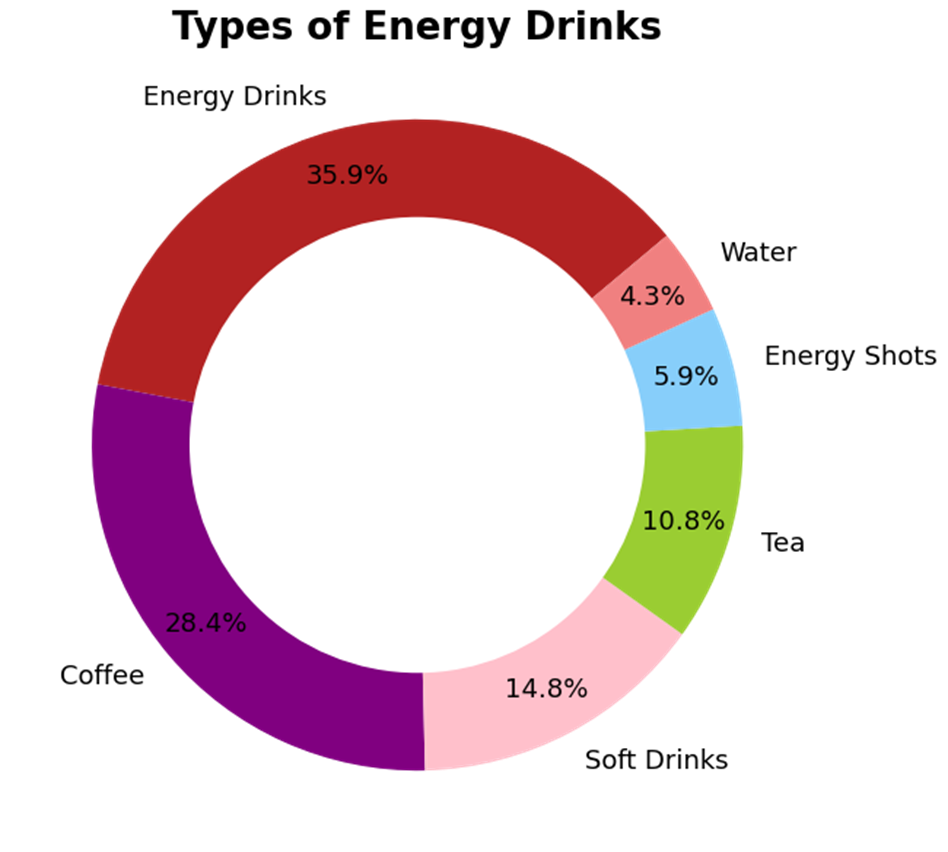 Types of Energy Drinks
Energy Drinks
35.9%
Water
4.3%
Energy Shots
5.9%
10.8%
Tea
28.4%
Coffee
14.8%
Soft Drinks